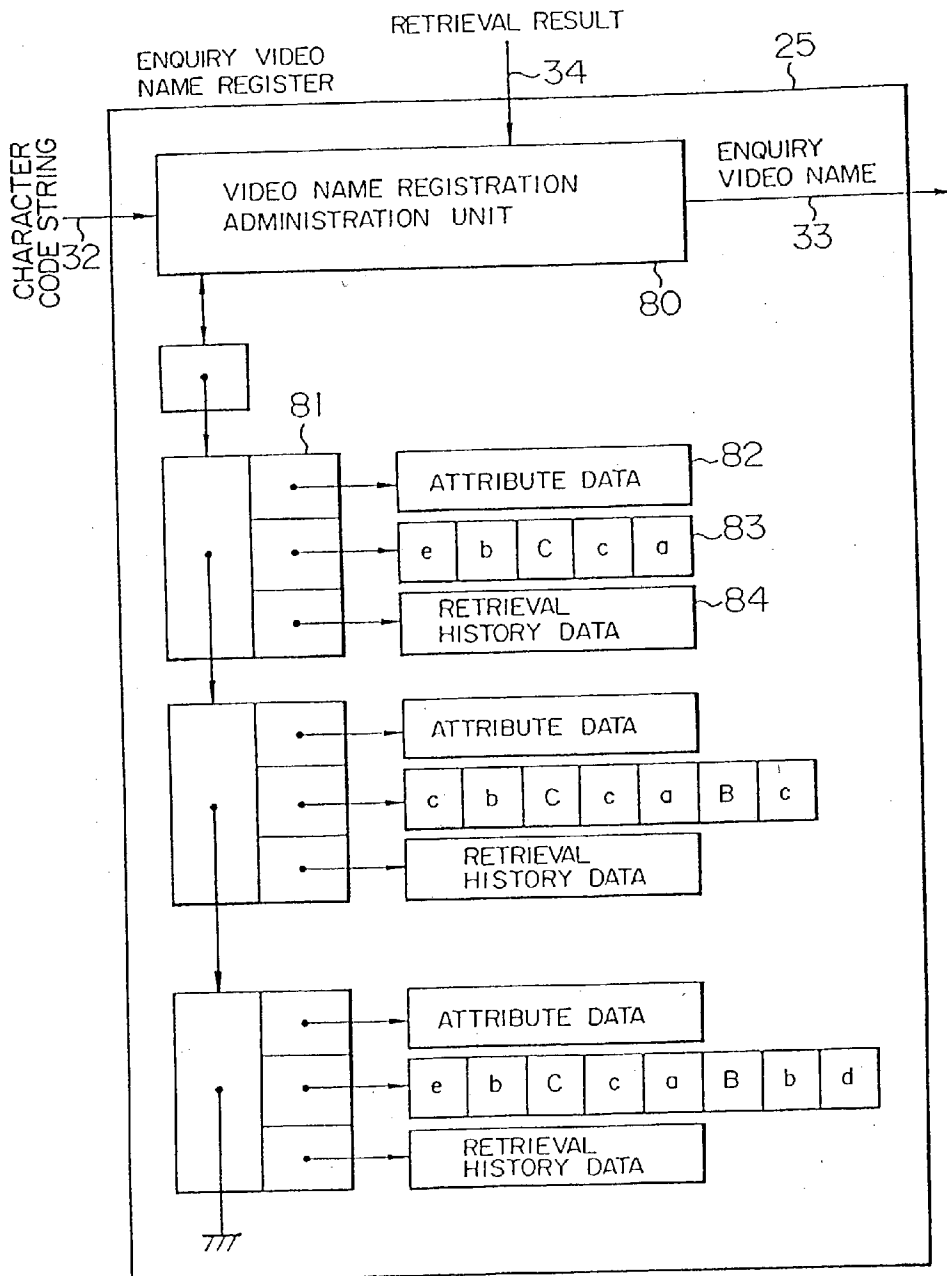 RETRIEVAL RESULT
ENQUIRY VIDEO
NAME REGISTER
34
25
CHARACTER
CODE STRING
32
VIDEO NAME REGISTRATION
ADMINISTRATION UNIT
ENQUIRY
VIDEO NAME
33
80
81
ATTRIBUTE DATA
82
e b C c a
83
RETRIEVAL
HISTORY DATA
84
ATTRIBUTE DATA
c b C c a B c
RETRIEVAL
HISTORY DATA
ATTRIBUTE DATA
e b C c a B b d
RETRIEVAL
HISTORY DATA